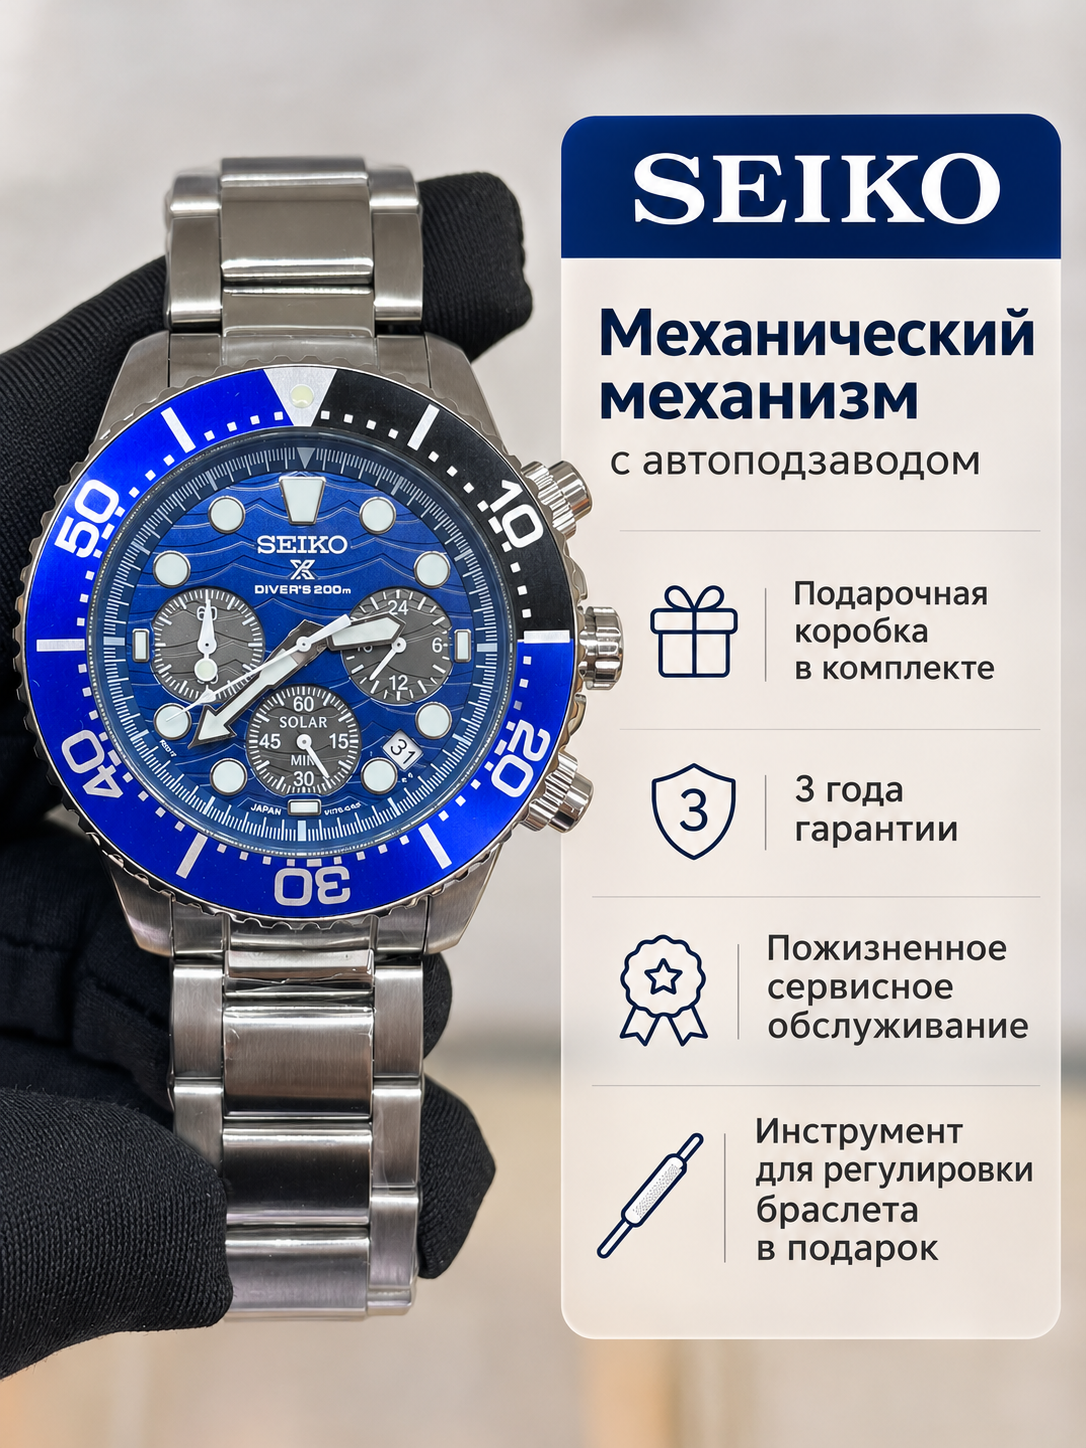 SEIKO
Механический
механизм
с автоподзаводом
Подарочная
коробка
в комплекте
3
3 года
гарантии
Пожизненное
сервисное
обслуживание
Инструмент
для регулировки
браслета
в подарок
10
20
30
40
50
SEIKO
DIVER'S 200m
60
24
6
12
60
SOLAR
45
15
MIN
30
31
JAPAN